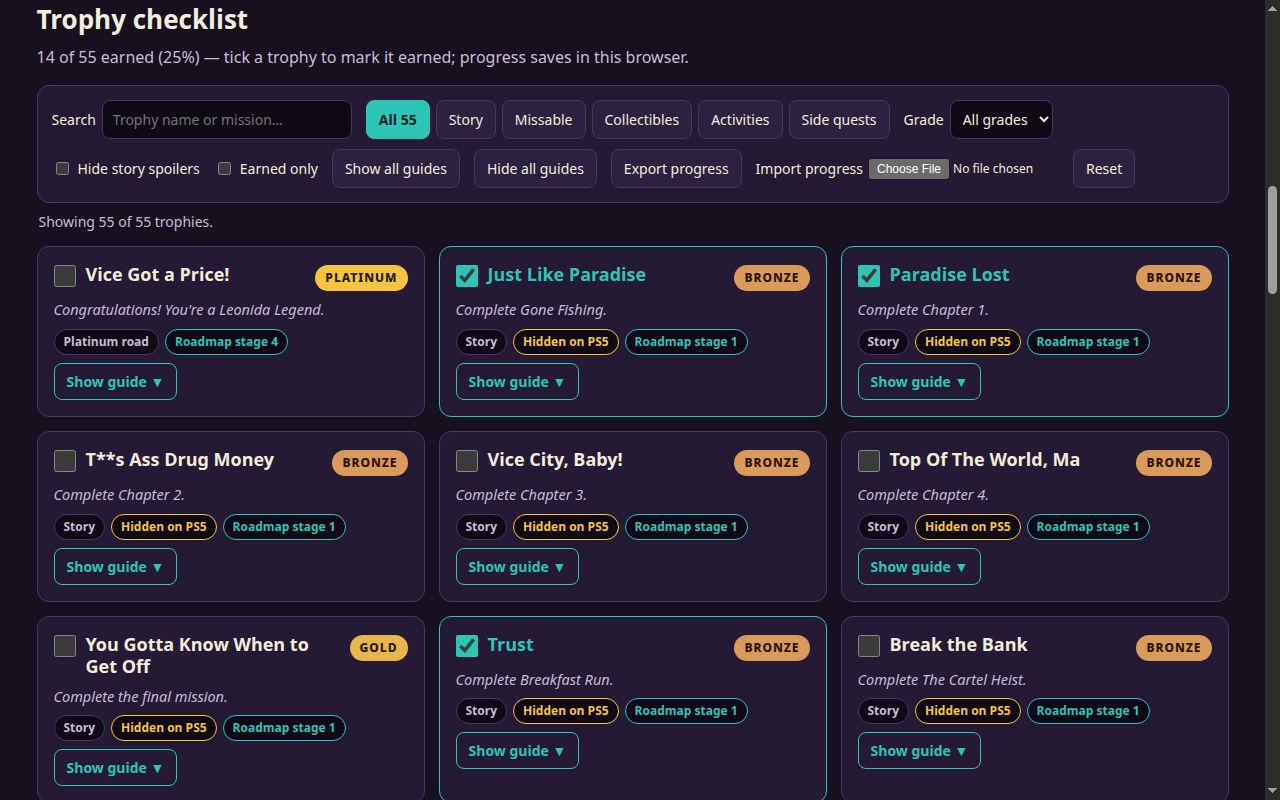 Trophy checklist
14 of 55 earned (25%) — tick a trophy to mark it earned; progress saves in this browser.
Search Trophy name or mission... All 55 Story Missable Collectibles Activities Side quests Grade All grades
Hide story spoilers Earned only Show all guides Hide all guides Export progress Import progress Choose File No file chosen Reset
Showing 55 of 55 trophies.
Vice Got a Price! PLATINUM
Congratulations! You're a Leonida Legend.
Platinum road Roadmap stage 4
Show guide ▼
Just Like Paradise BRONZE
Complete Gone Fishing.
Story Hidden on PS5 Roadmap stage 1
Show guide ▼
Paradise Lost BRONZE
Complete Chapter 1.
Story Hidden on PS5 Roadmap stage 1
Show guide ▼
T**s Ass Drug Money BRONZE
Complete Chapter 2.
Story Hidden on PS5 Roadmap stage 1
Show guide ▼
Vice City, Baby! BRONZE
Complete Chapter 3.
Story Hidden on PS5 Roadmap stage 1
Show guide ▼
Top Of The World, Ma BRONZE
Complete Chapter 4.
Story Hidden on PS5 Roadmap stage 1
Show guide ▼
You Gotta Know When to
Get Off GOLD
Complete the final mission.
Story Hidden on PS5 Roadmap stage 1
Show guide ▼
Trust BRONZE
Complete Breakfast Run.
Story Hidden on PS5 Roadmap stage 1
Show guide ▼
Break the Bank BRONZE
Complete The Cartel Heist.
Story Hidden on PS5 Roadmap stage 1
Show guide ▼